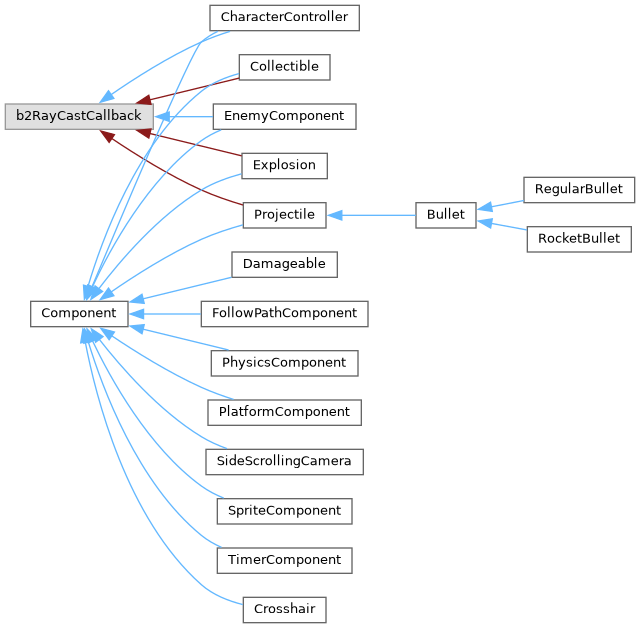 CharacterController
Collectible
b2RayCastCallback
EnemyComponent
Explosion
RegularBullet
Projectile
Bullet
RocketBullet
Damageable
Component
FollowPathComponent
PhysicsComponent
PlatformComponent
SideScrollingCamera
SpriteComponent
TimerComponent
Crosshair